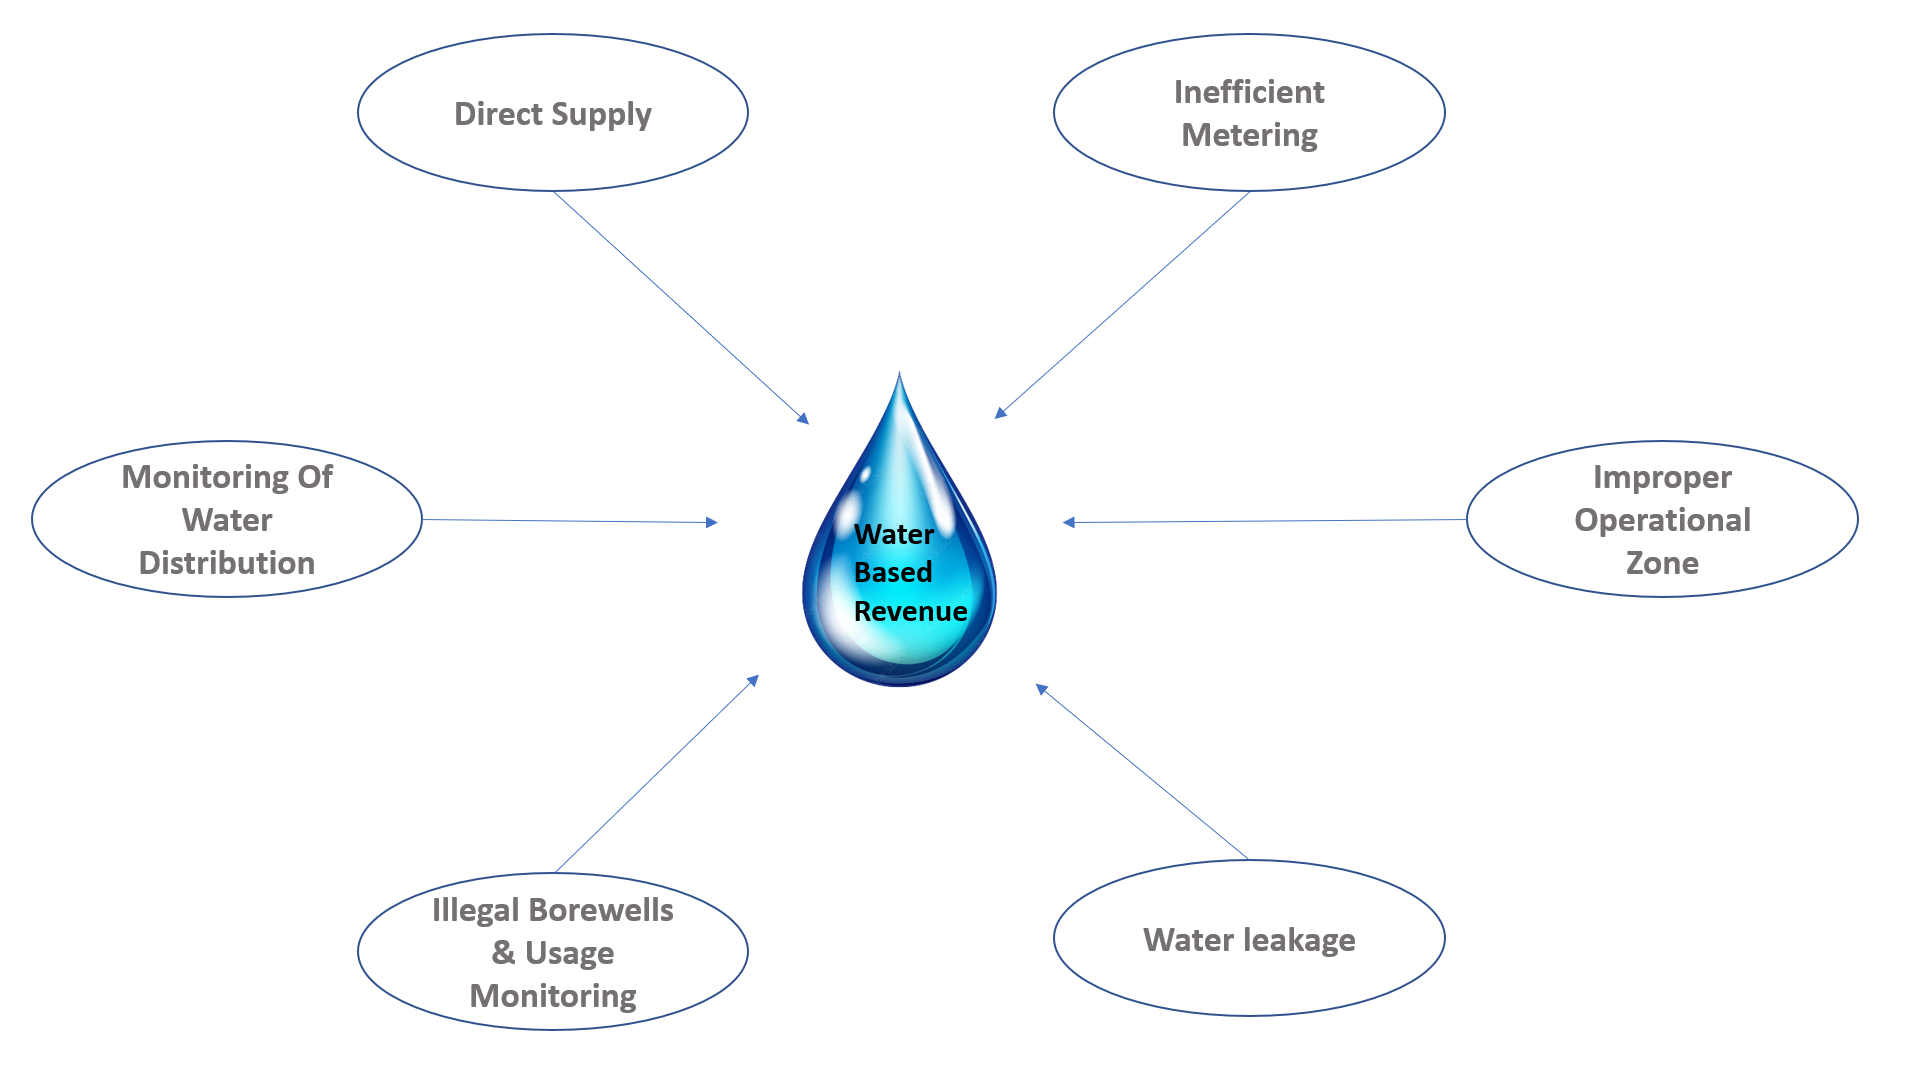 Direct Supply
Inefficient
Metering
Monitoring Of
Water
Distribution
Water
Based
Revenue
Improper
Operational
Zone
Illegal Borewells
& Usage
Monitoring
Water leakage